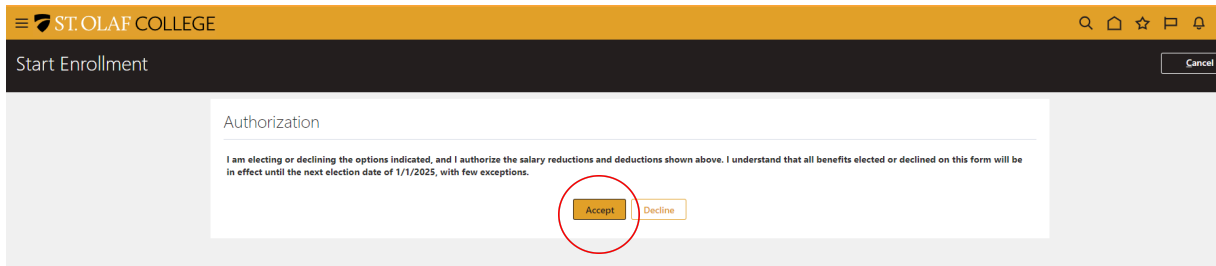 ST. OLAF COLLEGE
Start Enrollment
Cancel
Authorization
I am electing or declining the options indicated, and I authorize the salary reductions and deductions shown above. I understand that all benefits elected or declined on this form will be
in effect until the next election date of 1/1/2025, with few exceptions.
Accept
Decline